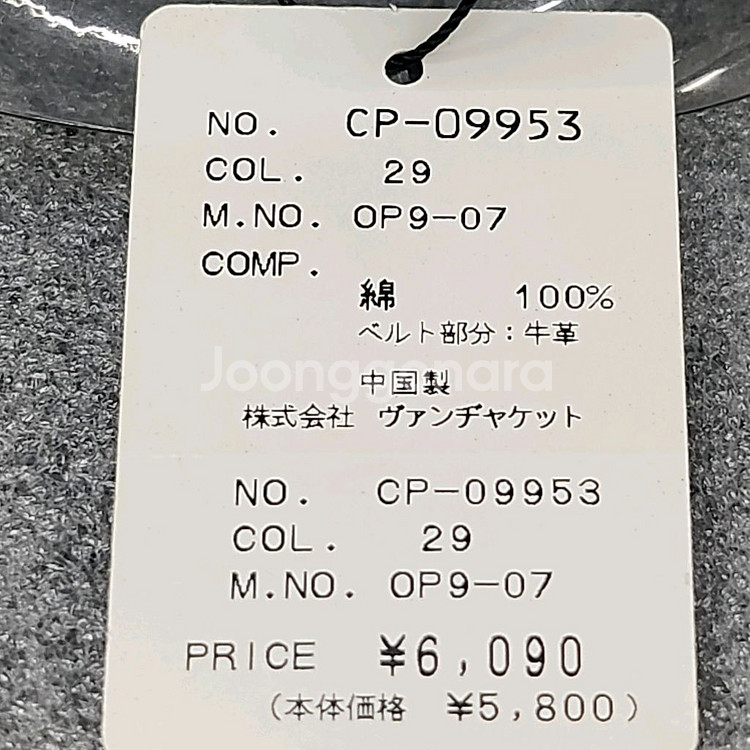 NO. CP-09953
COL. 29
M.NO. OP9-07
COMP.
綿 100%
ベルト部分:牛革
Joonggonara
中国製
株式会社 ヴァンヂャケット
NO. CP-09953
COL. 29
M.NO. OP9-07
PRICE ¥6,090
(本体価格 ¥5,800)